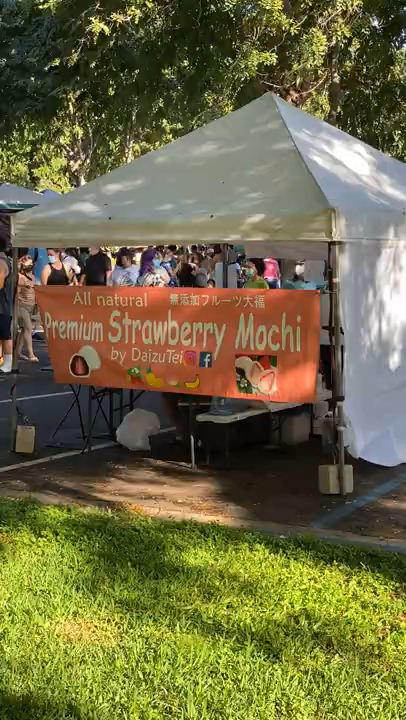 All natural 無添加フルーツ大福
Premium Strawberry Mochi
by DaizuTei